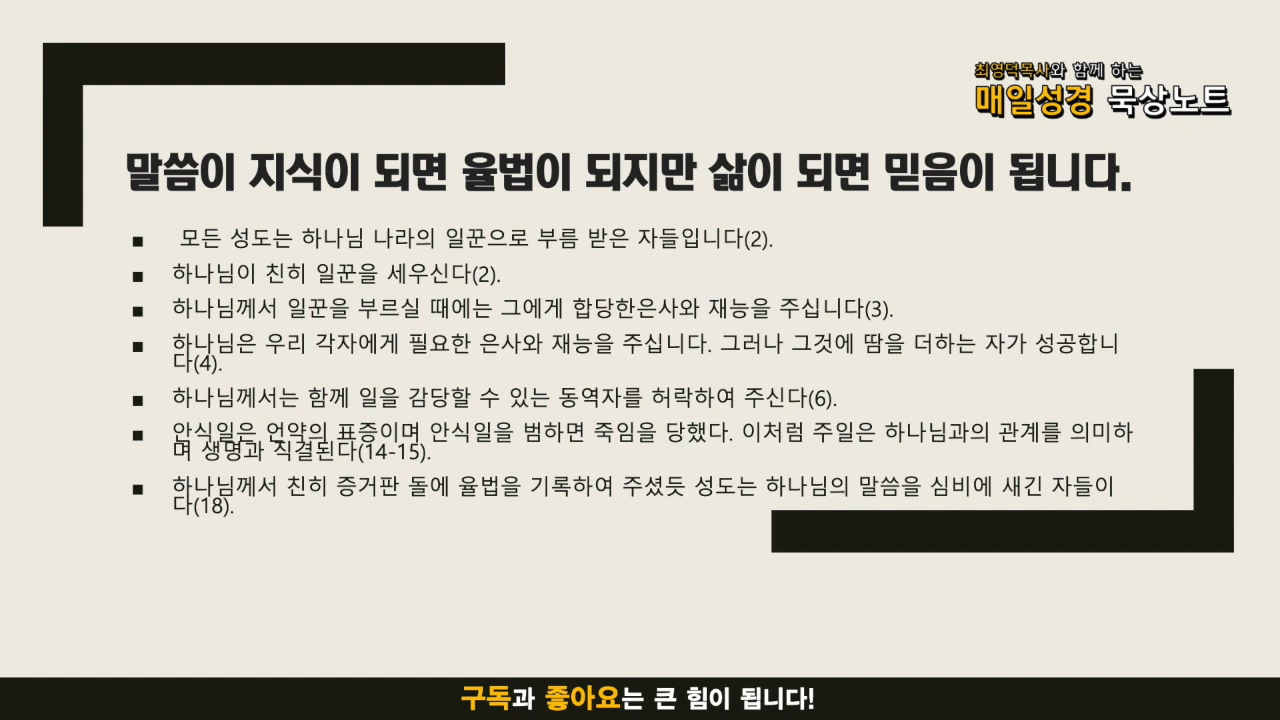 최영덕목사와 함께 하는
매일성경 묵상노트
말씀이 지식이 되면 율법이 되지만 삶이 되면 믿음이 됩니다.
■ 모든 성도는 하나님 나라의 일꾼으로 부름 받은 자들입니다(2).
■ 하나님이 친히 일꾼을 세우신다(2).
■ 하나님께서 일꾼을 부르실 때에는 그에게 합당한은사와 재능을 주십니다(3).
■ 하나님은 우리 각자에게 필요한 은사와 재능을 주십니다. 그러나 그것에 땀을 더하는 자가 성공합니
다(4).
■ 하나님께서는 함께 일을 감당할 수 있는 동역자를 허락하여 주신다(6).
■ 안식일은 언약의 표증이며 안식일을 범하면 죽임을 당했다. 이처럼 주일은 하나님과의 관계를 의미하
며 생명과 직결된다(14-15).
■ 하나님께서 친히 증거판 돌에 율법을 기록하여 주셨듯 성도는 하나님의 말씀을 심비에 새긴 자들이
다(18).
구독과 좋아요는 큰 힘이 됩니다!